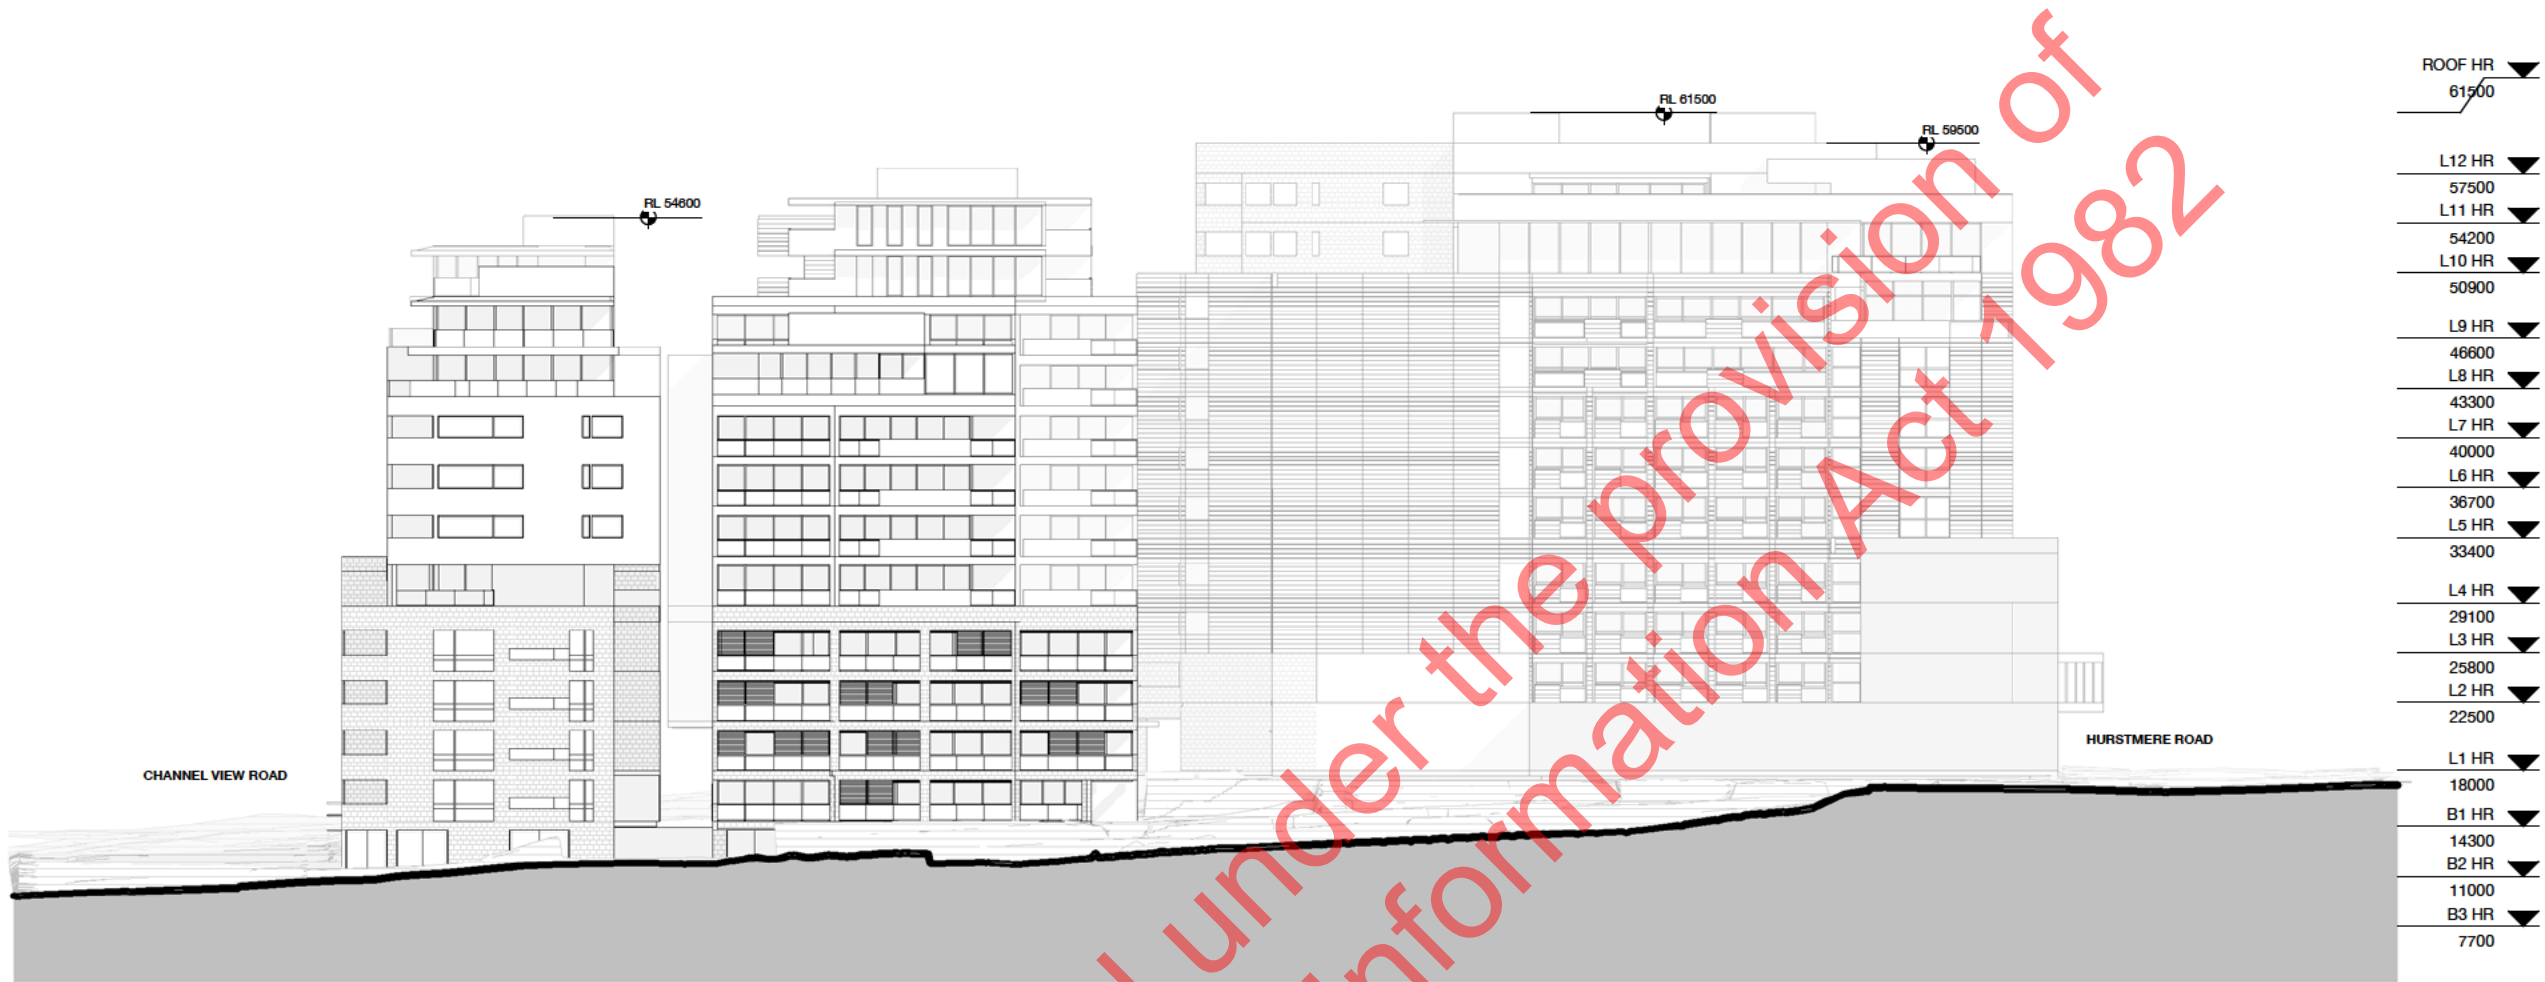 RL 54600
RL 61500
RL 59500
CHANNEL VIEW ROAD
HURSTMERE ROAD
ROOF HR
61500
L12 HR
57500
L11 HR
54200
L10 HR
50900
L9 HR
46600
L8 HR
43300
L7 HR
40000
L6 HR
36700
L5 HR
33400
L4 HR
29100
L3 HR
25800
L2 HR
22500
L1 HR
18000
B1 HR
14300
B2 HR
11000
B3 HR
7700
under the provision of
information Act 1982